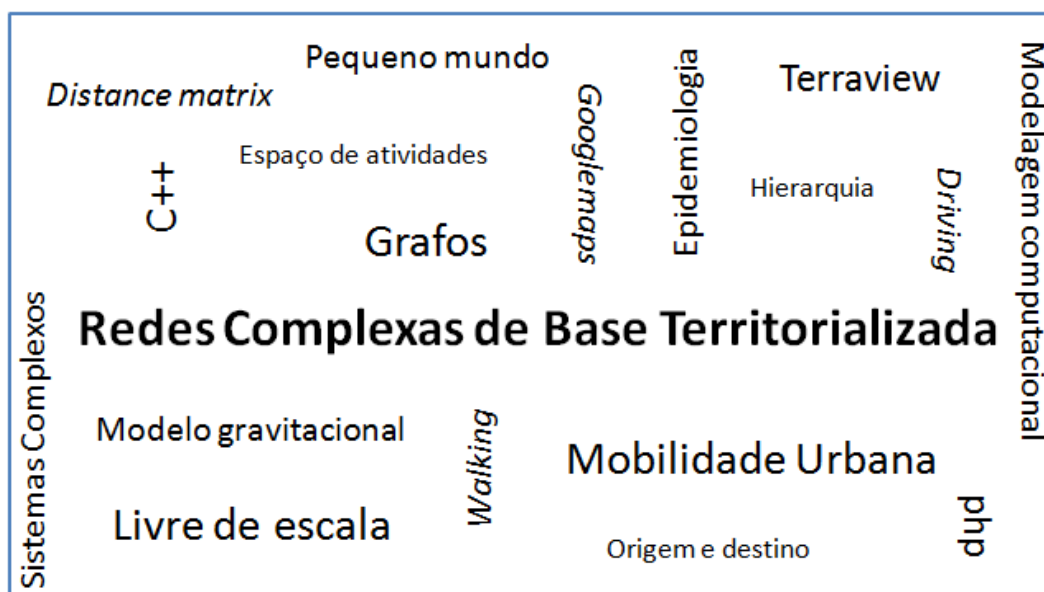 Pequeno mundo
Distance matrix
Terraview
Modelagem computacional
Googlemaps
Epidemiologia
Espaço de atividades
C++
Hierarquia
Driving
Grafos
Sistemas Complexos
Redes Complexas de Base Territorializada
Modelo gravitacional
Walking
Mobilidade Urbana
Livre de escala
php
Origem e destino